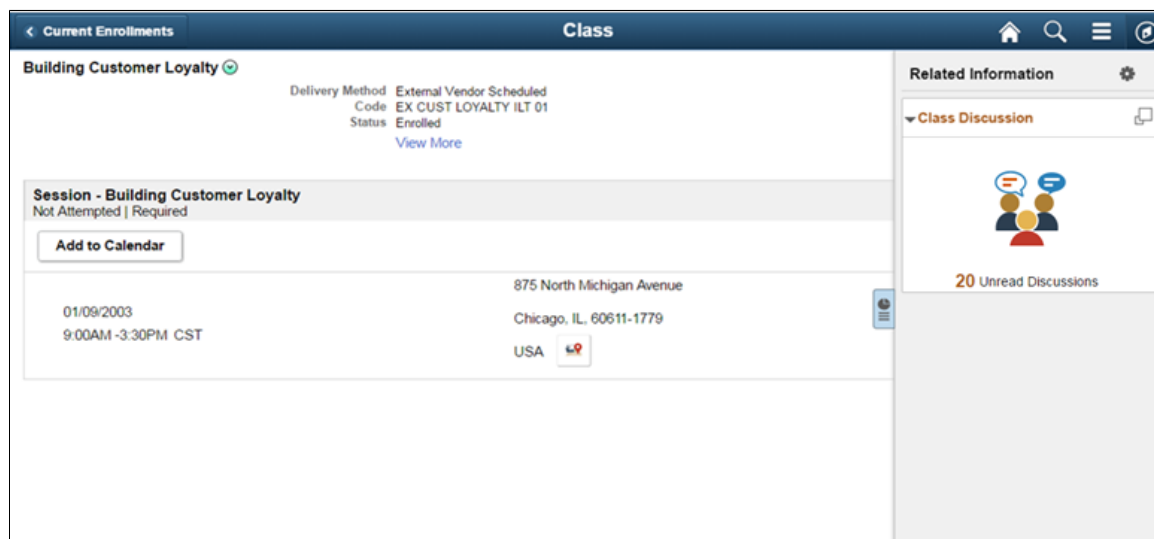 Current Enrollments
Class
Building Customer Loyalty
Delivery Method External Vendor Scheduled
Code EX CUST LOYALTY ILT 01
Status Enrolled
View More
Session - Building Customer Loyalty
Not Attempted | Required
Add to Calendar
01/09/2003
9:00AM -3:30PM CST
875 North Michigan Avenue
Chicago, IL, 60611-1779
USA
Related Information
Class Discussion
20 Unread Discussions